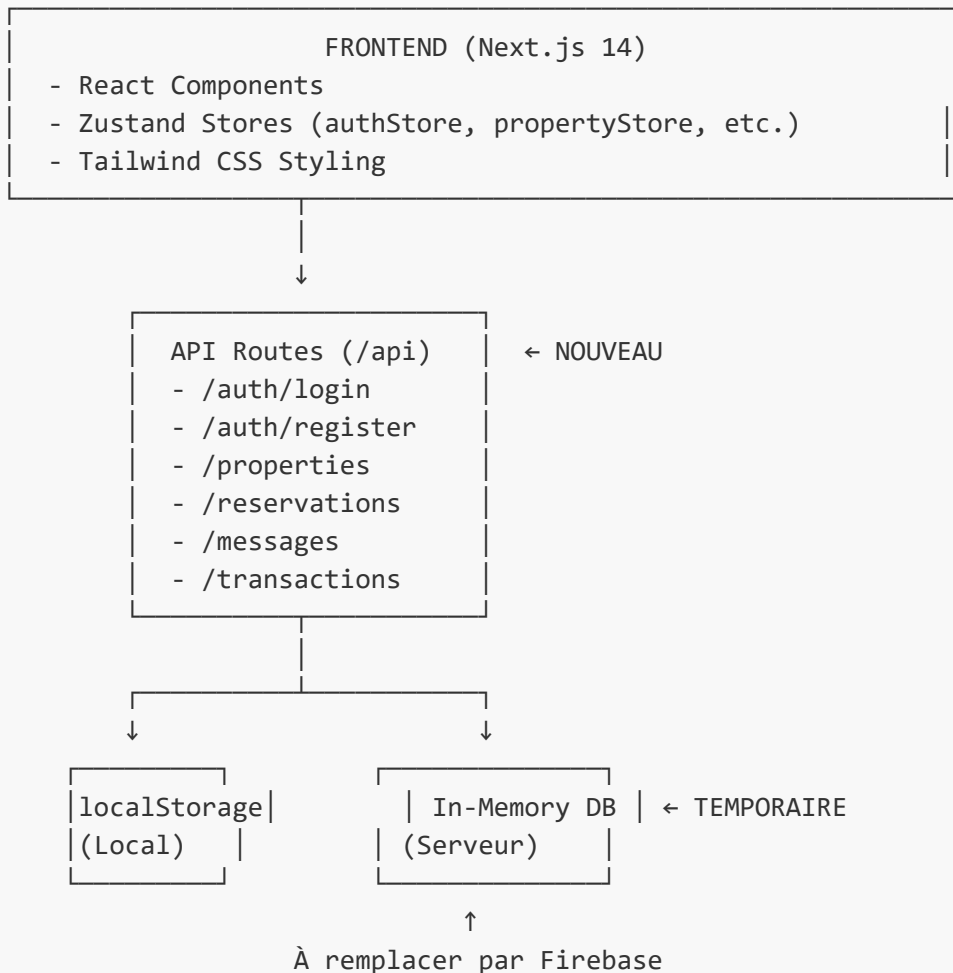 FRONTEND (Next.js 14)
- React Components
- Zustand Stores (authStore, propertyStore, etc.)
- Tailwind CSS Styling
↓
API Routes (/api) ← NOUVEAU
- /auth/login
- /auth/register
- /properties
- /reservations
- /messages
- /transactions
↓ ↓
localStorage In-Memory DB ← TEMPORAIRE
(Local) (Serveur)
↑
À remplacer par Firebase